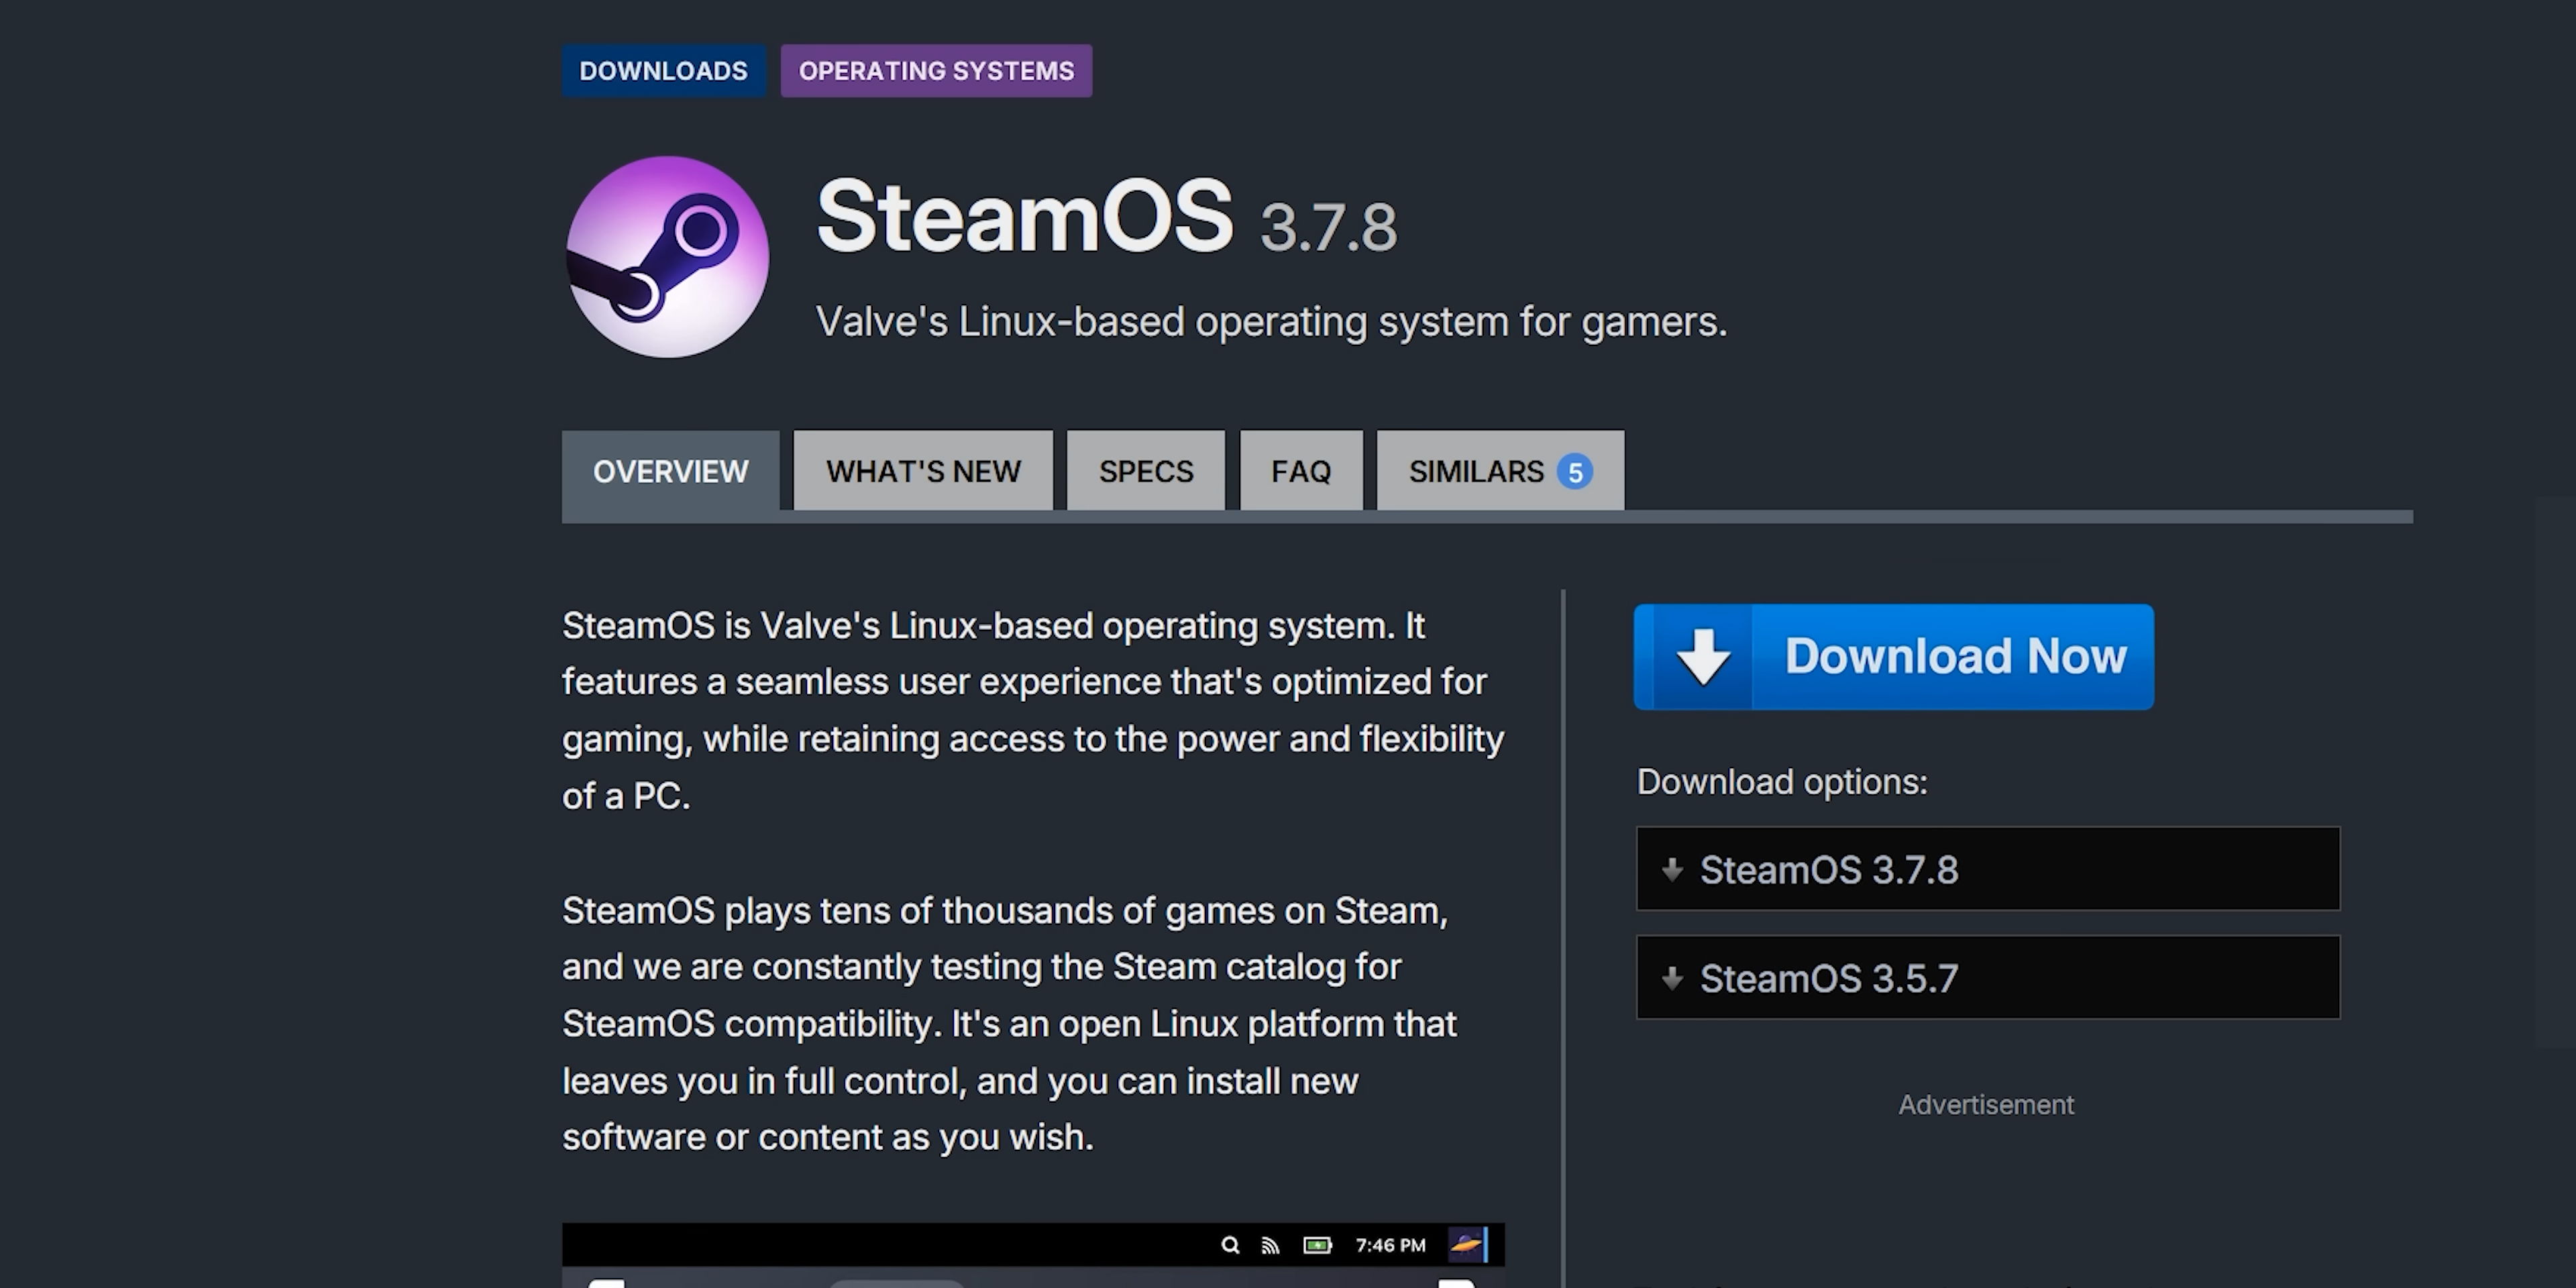 DOWNLOADS OPERATING SYSTEMS
SteamOS 3.7.8
Valve's Linux-based operating system for gamers.
OVERVIEW WHAT'S NEW SPECS FAQ SIMILARS 5
SteamOS is Valve's Linux-based operating system. It
features a seamless user experience that's optimized for
gaming, while retaining access to the power and flexibility
of a PC.
SteamOS plays tens of thousands of games on Steam,
and we are constantly testing the Steam catalog for
SteamOS compatibility. It's an open Linux platform that
leaves you in full control, and you can install new
software or content as you wish.
7:46 PM
Download Now
Download options:
SteamOS 3.7.8
SteamOS 3.5.7
Advertisement